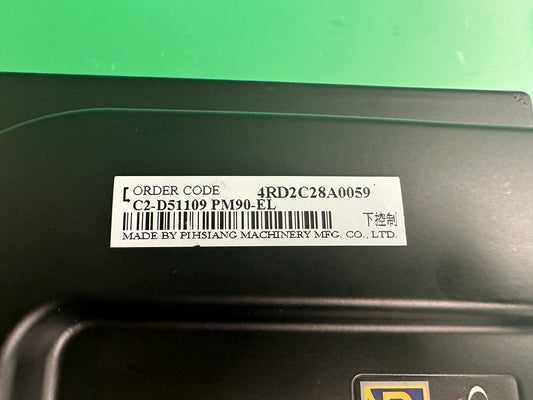 ORDER CODE 4RD2C28A0059
C2-D51109 PM90-EL
下控制
MADE BY PIHSIANG MACHINERY MFG. CO., LTD.